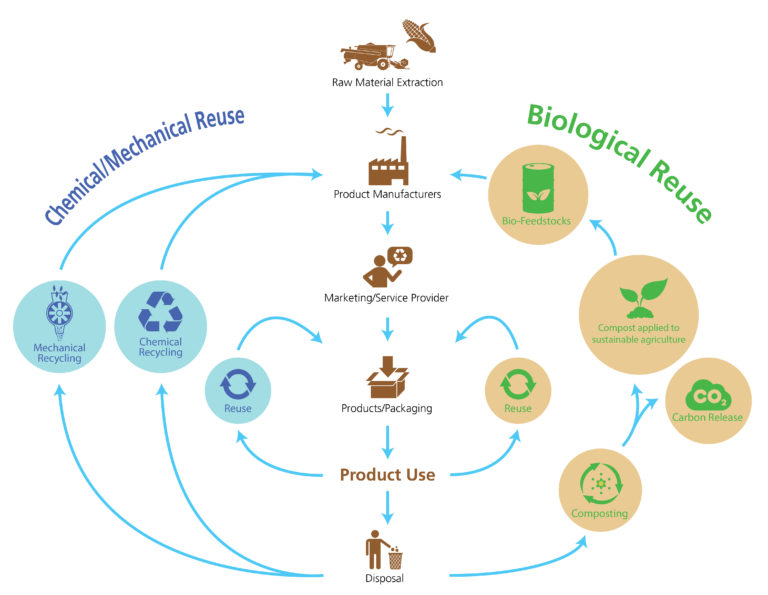 Raw Material Extraction
Chemical/Mechanical Reuse
Biological Reuse
Product Manufacturers
Bio-Feedstocks
Marketing/Service Provider
Mechanical
Recycling
Chemical
Recycling
Compost applied to
sustainable agriculture
Reuse
Products/Packaging
Reuse
CO2
Carbon Release
Product Use
Composting
Disposal